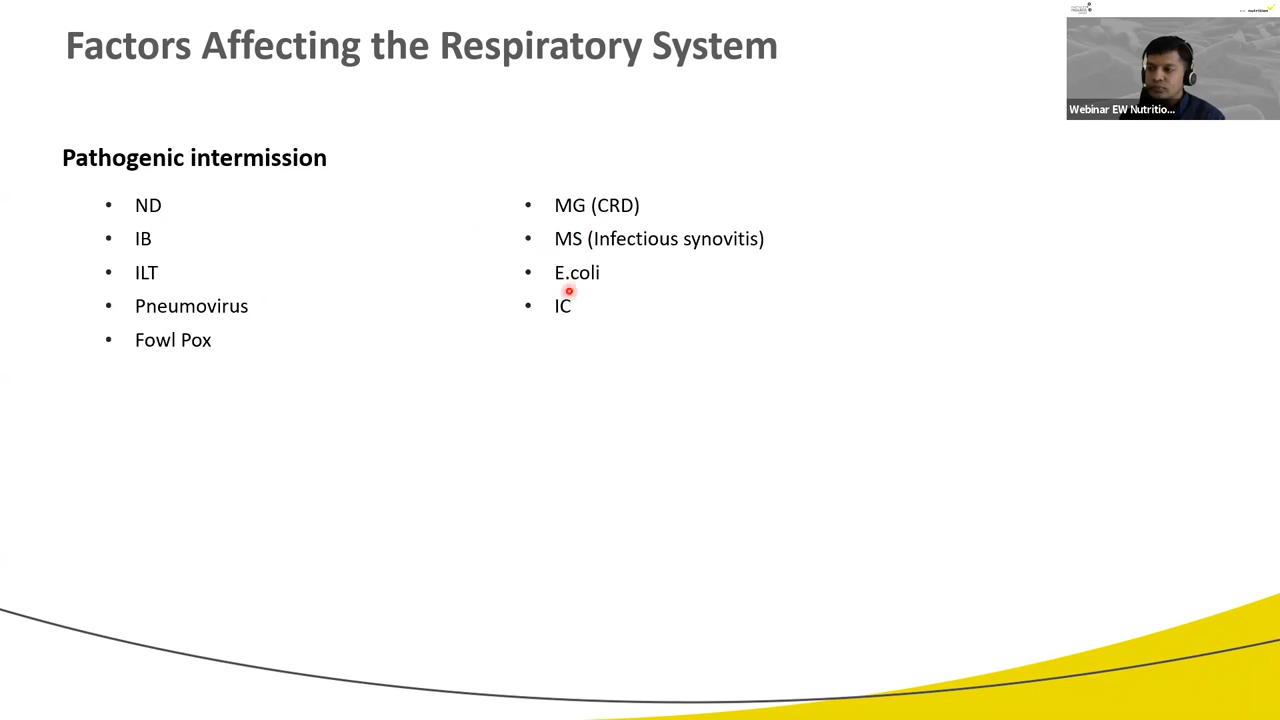 Factors Affecting the Respiratory System
Pathogenic intermission
• ND
• IB
• ILT
• Pneumovirus
• Fowl Pox
• MG (CRD)
• MS (Infectious synovitis)
• E.coli
• IC
nutrition
Webinar EW Nutritio...